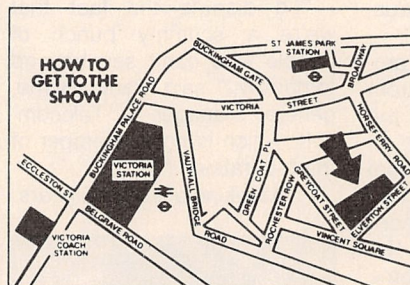 HOW TO
GET TO THE
SHOW
BUCKINGHAM GATE
ST JAMES PARK
STATION
BROADWAY
BUCKINGHAM PALACE ROAD
VICTORIA STREET
HORSEFERRY ROAD
ECCLESTON ST
VICTORIA
STATION
VAUXHALL BRIDGE
ROAD
GREEN COAT PL
ROCHESTER ROW
GREYCOAT STREET
ELVERTON STREET
BELGRAVE ROAD
VINCENT SQUARE
VICTORIA
COACH
STATION